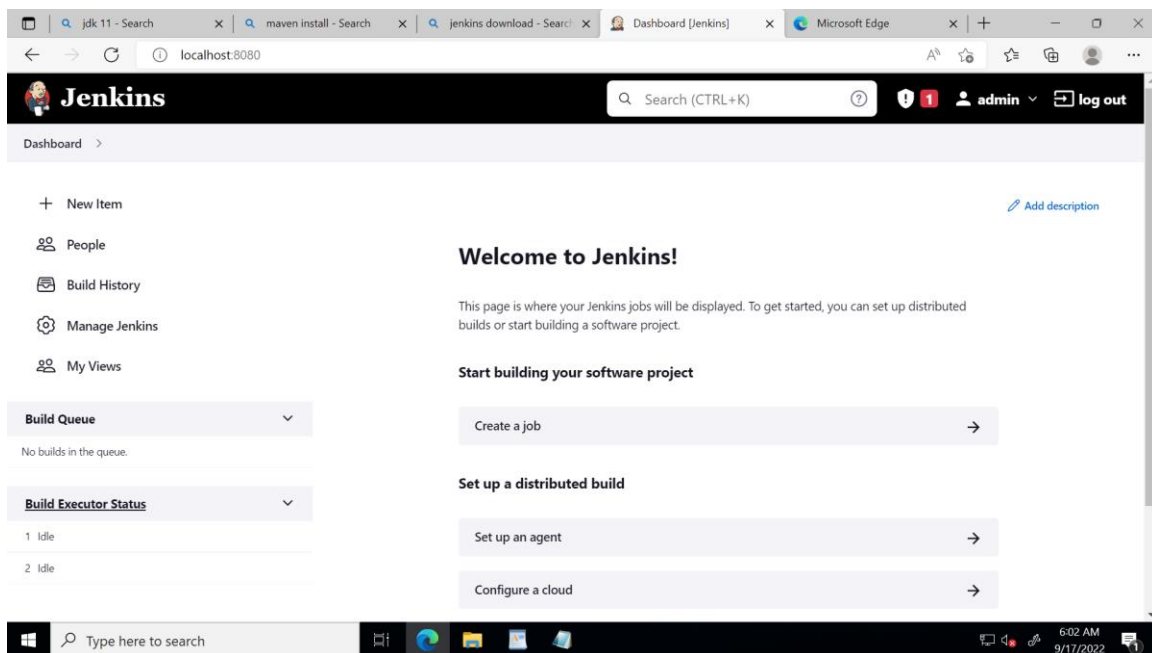 jdk 11 - Search
maven install - Search
jenkins download - Searc
Dashboard [Jenkins]
Microsoft Edge
localhost:8080
Jenkins
Search (CTRL+K)
1
admin
log out
Dashboard
New Item
People
Build History
Manage Jenkins
My Views
Build Queue
No builds in the queue.
Build Executor Status
1 Idle
2 Idle
Add description
Welcome to Jenkins!
This page is where your Jenkins jobs will be displayed. To get started, you can set up distributed
builds or start building a software project.
Start building your software project
Create a job
Set up a distributed build
Set up an agent
Configure a cloud
Type here to search
6:02 AM
9/17/2022
1